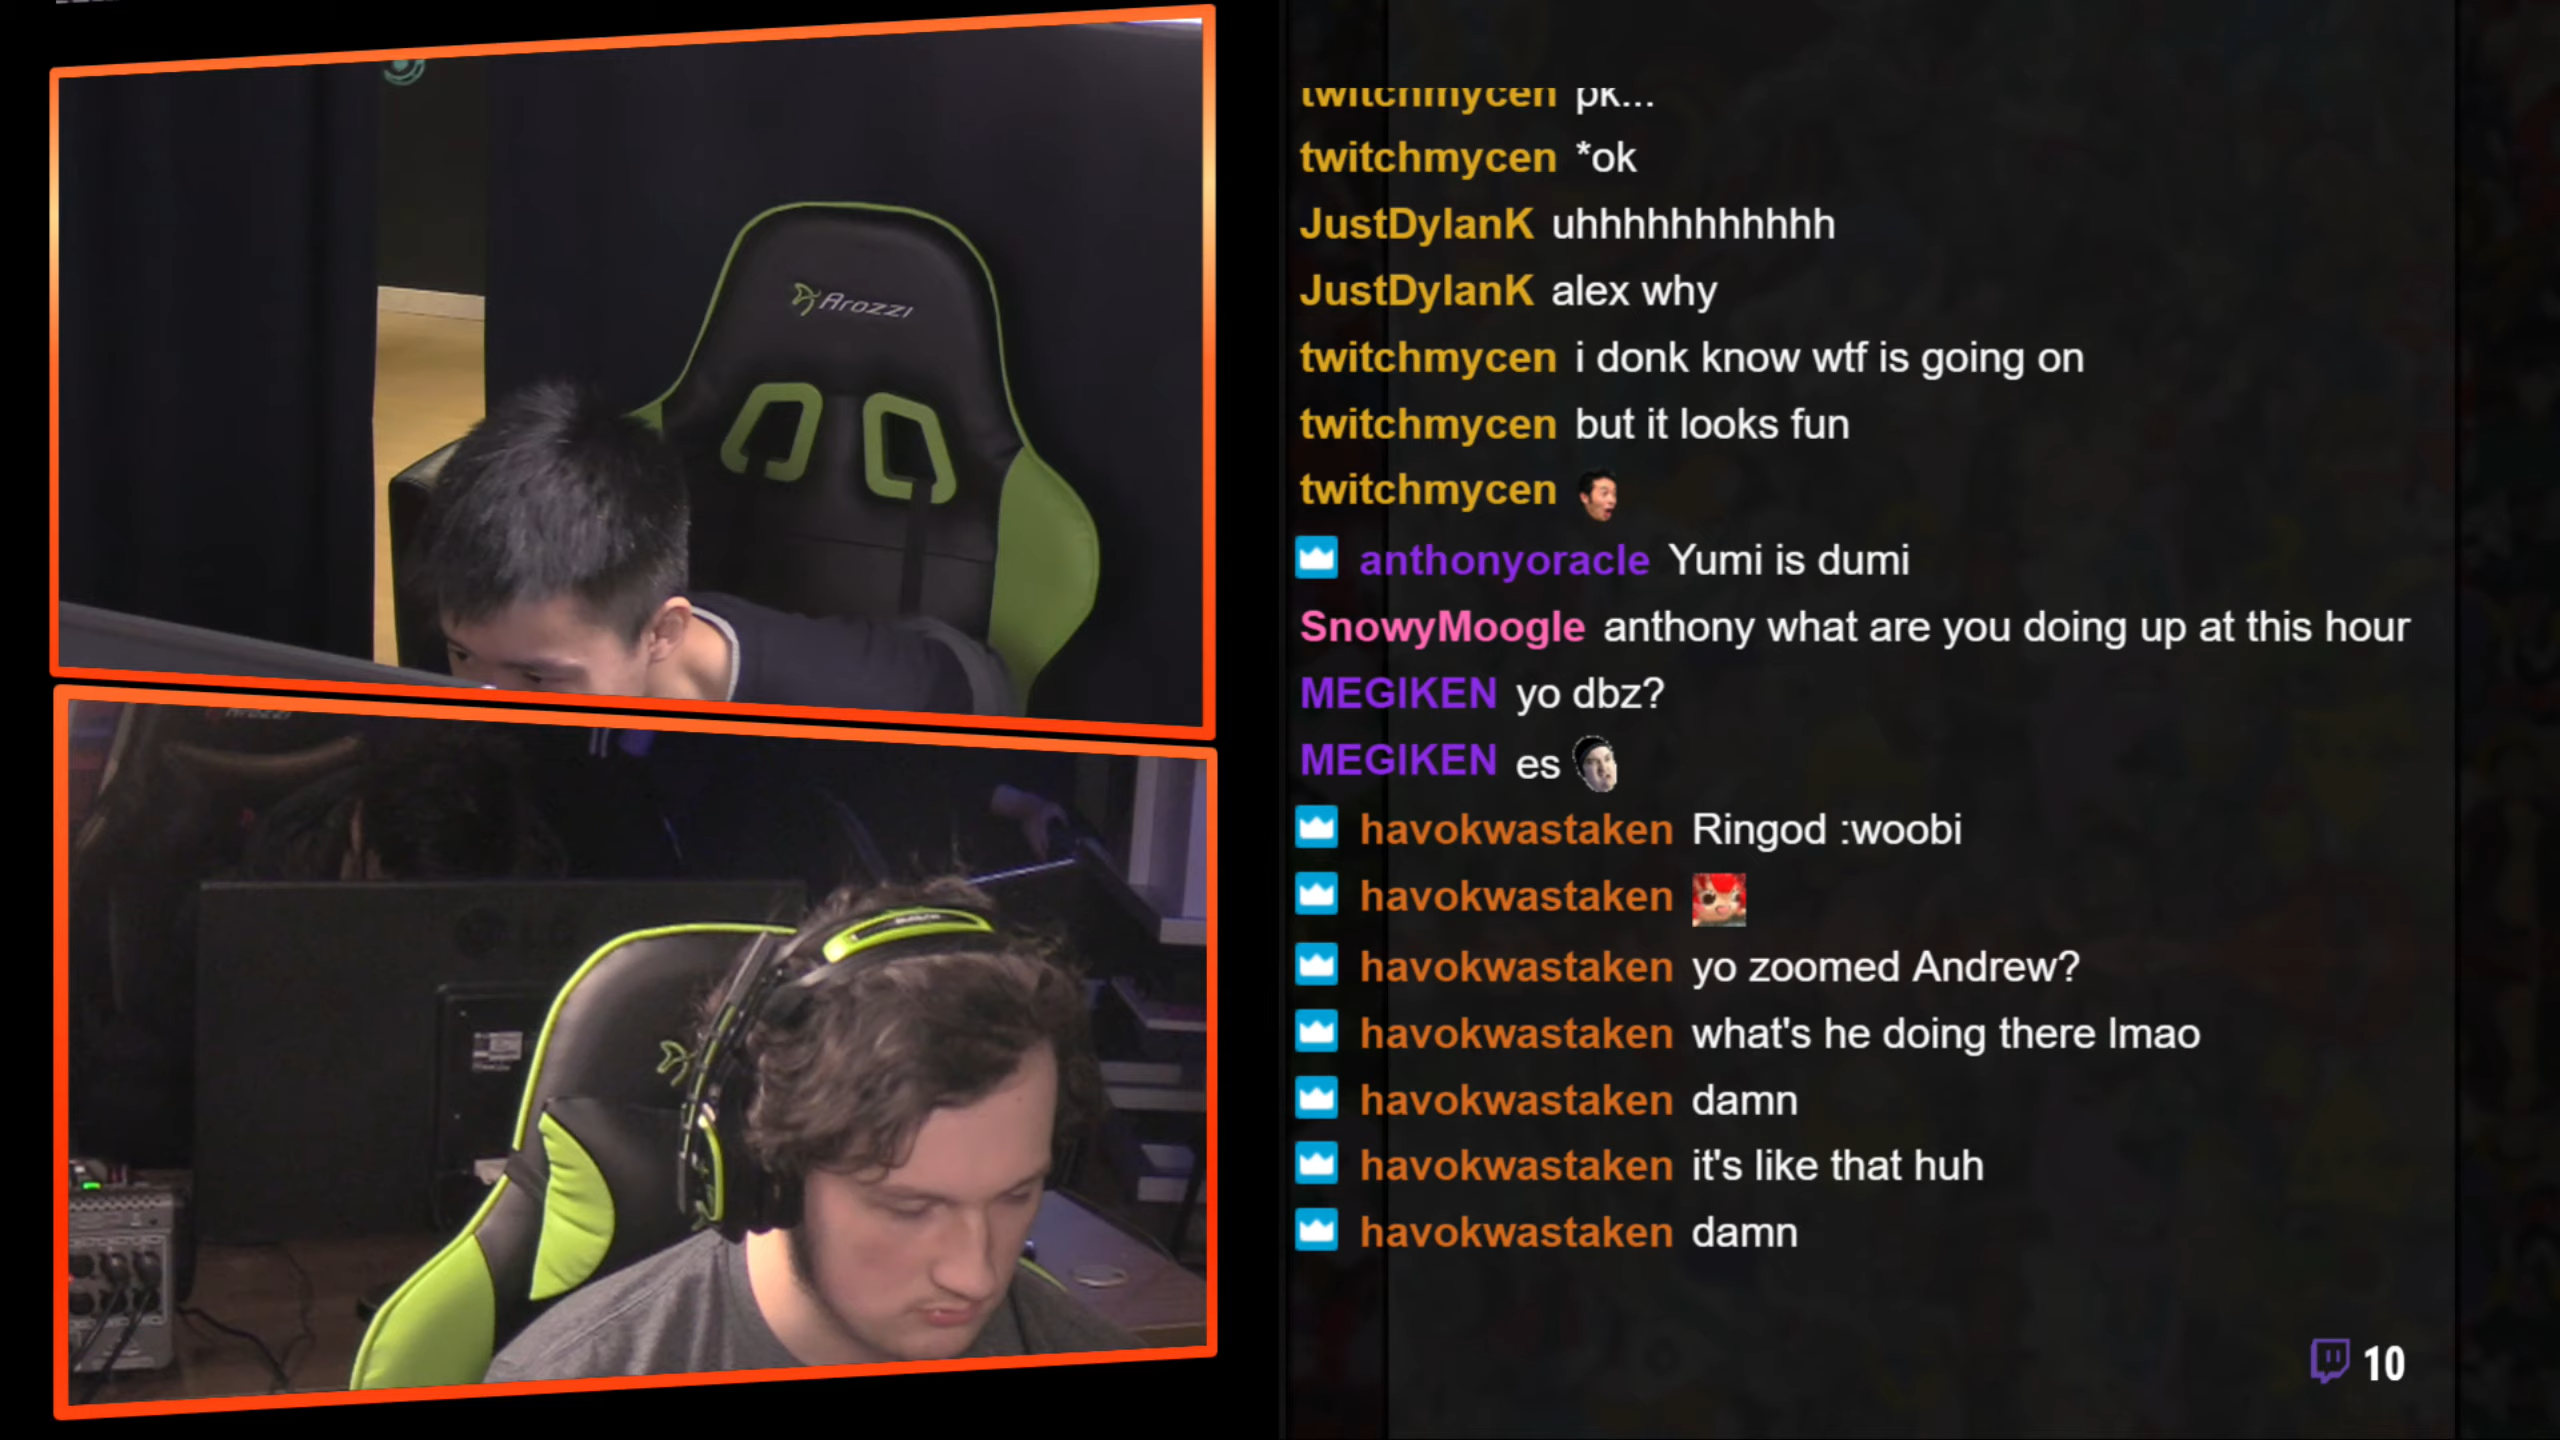 twitchmycen pk...
twitchmycen *ok
JustDylanK uhhhhhhhhhhh
JustDylanK alex why
twitchmycen i donk know wtf is going on
twitchmycen but it looks fun
twitchmycen
anthonyoracle Yumi is dumi
SnowyMoogle anthony what are you doing up at this hour
MEGIKEN yo dbz?
MEGIKEN es
havokwastaken Ringod :woobi
havokwastaken
havokwastaken yo zoomed Andrew?
havokwastaken what's he doing there lmao
havokwastaken damn
havokwastaken it's like that huh
havokwastaken damn
10
Arozzi